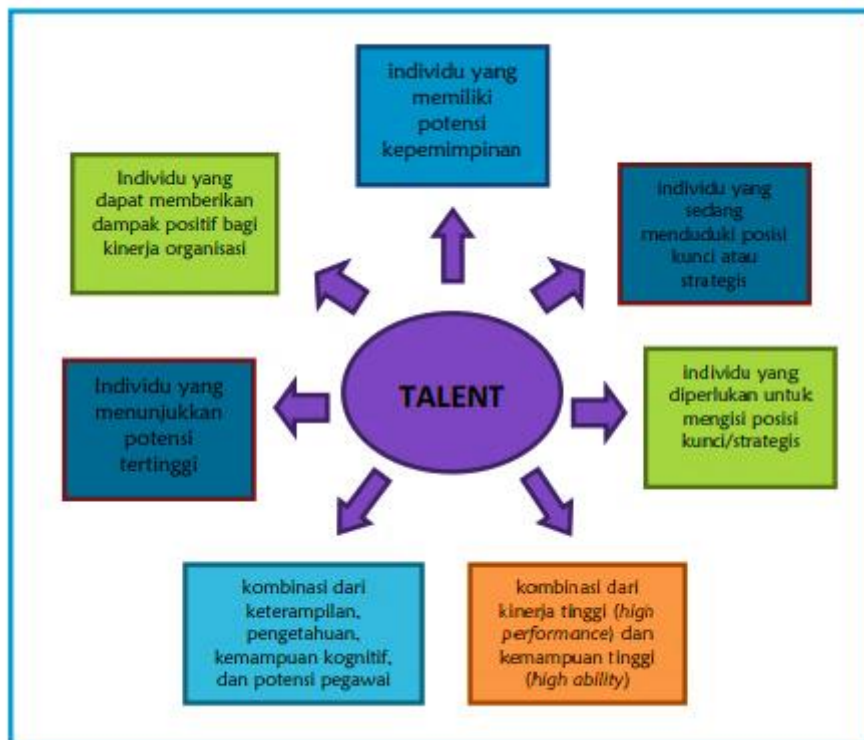 individu yang
memiliki
potensi
kepemimpinan
Individu yang
dapat memberikan
dampak positif bagi
kinerja organisasi
individu yang
sedang
menduduki posisi
kunci atau
strategis
TALENT
Individu yang
menunjukkan
potensi
tertinggi
individu yang
diperlukan untuk
mengisi posisi
kunci/strategis
kombinasi dari
keterampilan,
pengetahuan,
kemampuan kognitif,
dan potensi pegawai
kombinasi dari
kinerja tinggi (high
performance) dan
kemampuan tinggi
(high ability)